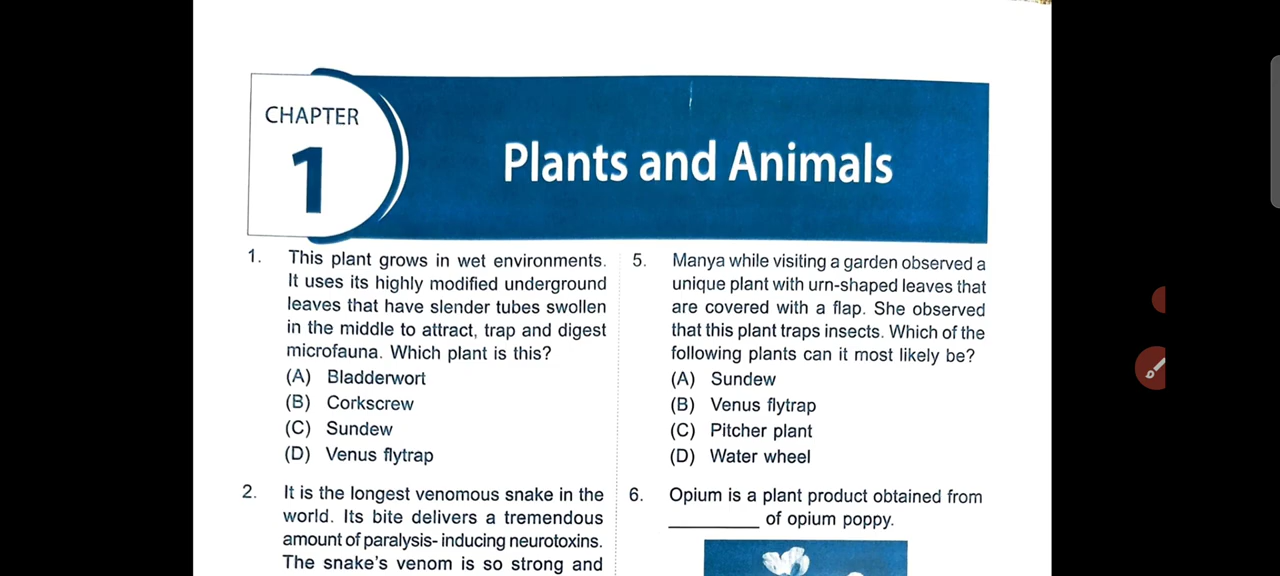 CHAPTER
1
Plants and Animals
1. This plant grows in wet environments.
It uses its highly modified underground
leaves that have slender tubes swollen
in the middle to attract, trap and digest
microfauna. Which plant is this?
(A) Bladderwort
(B) Corkscrew
(C) Sundew
(D) Venus flytrap
2. It is the longest venomous snake in the
world. Its bite delivers a tremendous
amount of paralysis- inducing neurotoxins.
The snake's venom is so strong and
5. Manya while visiting a garden observed a
unique plant with urn-shaped leaves that
are covered with a flap. She observed
that this plant traps insects. Which of the
following plants can it most likely be?
(A) Sundew
(B) Venus flytrap
(C) Pitcher plant
(D) Water wheel
6. Opium is a plant product obtained from
_________ of opium poppy.